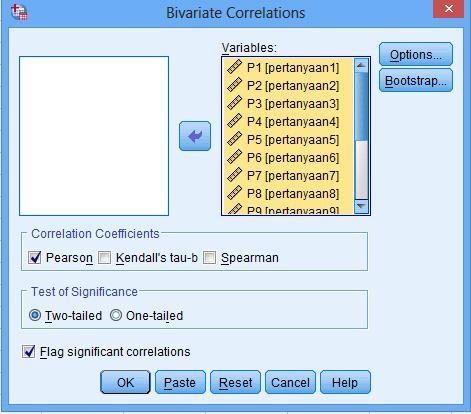 Bivariate Correlations
Variables:
P1 [pertanyaan1]
P2 [pertanyaan2]
P3 [pertanyaan3]
P4 [pertanyaan4]
P5 [pertanyaan5]
P6 [pertanyaan6]
P7 [pertanyaan7]
P8 [pertanyaan8]
P9 [pertanyaan9]
Options...
Bootstrap...
Correlation Coefficients
Pearson Kendall's tau-b Spearman
Test of Significance
Two-tailed One-tailed
Flag significant correlations
OK Paste Reset Cancel Help